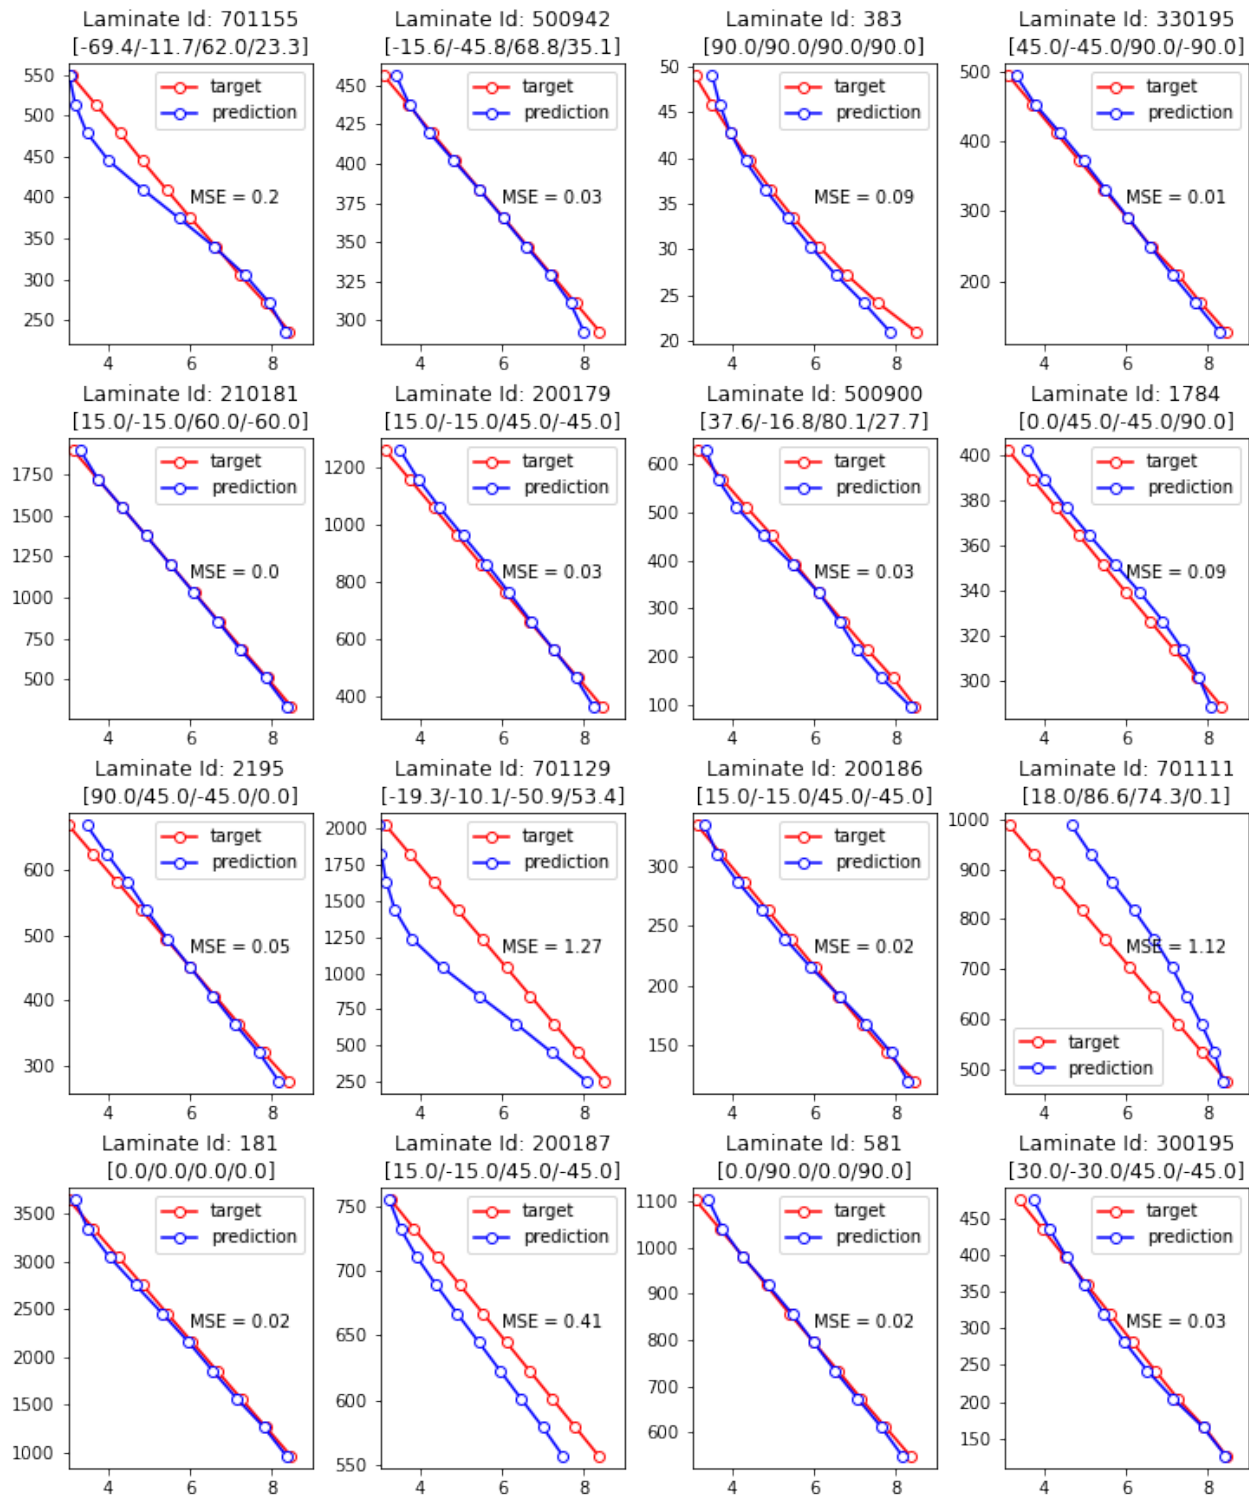 Laminate Id: 701155
[-69.4/-11.7/62.0/23.3]
550
500
450
400
350
300
250
4 6 8
target
prediction
MSE = 0.2
Laminate Id: 500942
[-15.6/-45.8/68.8/35.1]
450
425
400
375
350
325
300
4 6 8
target
prediction
MSE = 0.03
Laminate Id: 383
[90.0/90.0/90.0/90.0]
50
45
40
35
30
25
20
4 6 8
target
prediction
MSE = 0.09
Laminate Id: 330195
[45.0/-45.0/90.0/-90.0]
500
400
300
200
4 6 8
target
prediction
MSE = 0.01
Laminate Id: 210181
[15.0/-15.0/60.0/-60.0]
1750
1500
1250
1000
750
500
4 6 8
target
prediction
MSE = 0.0
Laminate Id: 200179
[15.0/-15.0/45.0/-45.0]
1200
1000
800
600
400
4 6 8
target
prediction
MSE = 0.03
Laminate Id: 500900
[37.6/-16.8/80.1/27.7]
600
500
400
300
200
100
4 6 8
target
prediction
MSE = 0.03
Laminate Id: 1784
[0.0/45.0/-45.0/90.0]
400
380
360
340
320
300
4 6 8
target
prediction
MSE = 0.09
Laminate Id: 2195
[90.0/45.0/-45.0/0.0]
600
500
400
300
4 6 8
target
prediction
MSE = 0.05
Laminate Id: 701129
[-19.3/-10.1/-50.9/53.4]
2000
1750
1500
1250
1000
750
500
250
4 6 8
target
prediction
MSE = 1.27
Laminate Id: 200186
[15.0/-15.0/45.0/-45.0]
300
250
200
150
4 6 8
target
prediction
MSE = 0.02
Laminate Id: 701111
[18.0/86.6/74.3/0.1]
1000
900
800
700
600
500
4 6 8
MSE = 1.12
target
prediction
Laminate Id: 181
[0.0/0.0/0.0/0.0]
3500
3000
2500
2000
1500
1000
4 6 8
target
prediction
MSE = 0.02
Laminate Id: 200187
[15.0/-15.0/45.0/-45.0]
750
700
650
600
550
4 6 8
target
prediction
MSE = 0.41
Laminate Id: 581
[0.0/90.0/0.0/90.0]
1100
1000
900
800
700
600
4 6 8
target
prediction
MSE = 0.02
Laminate Id: 300195
[30.0/-30.0/45.0/-45.0]
450
400
350
300
250
200
150
4 6 8
target
prediction
MSE = 0.03